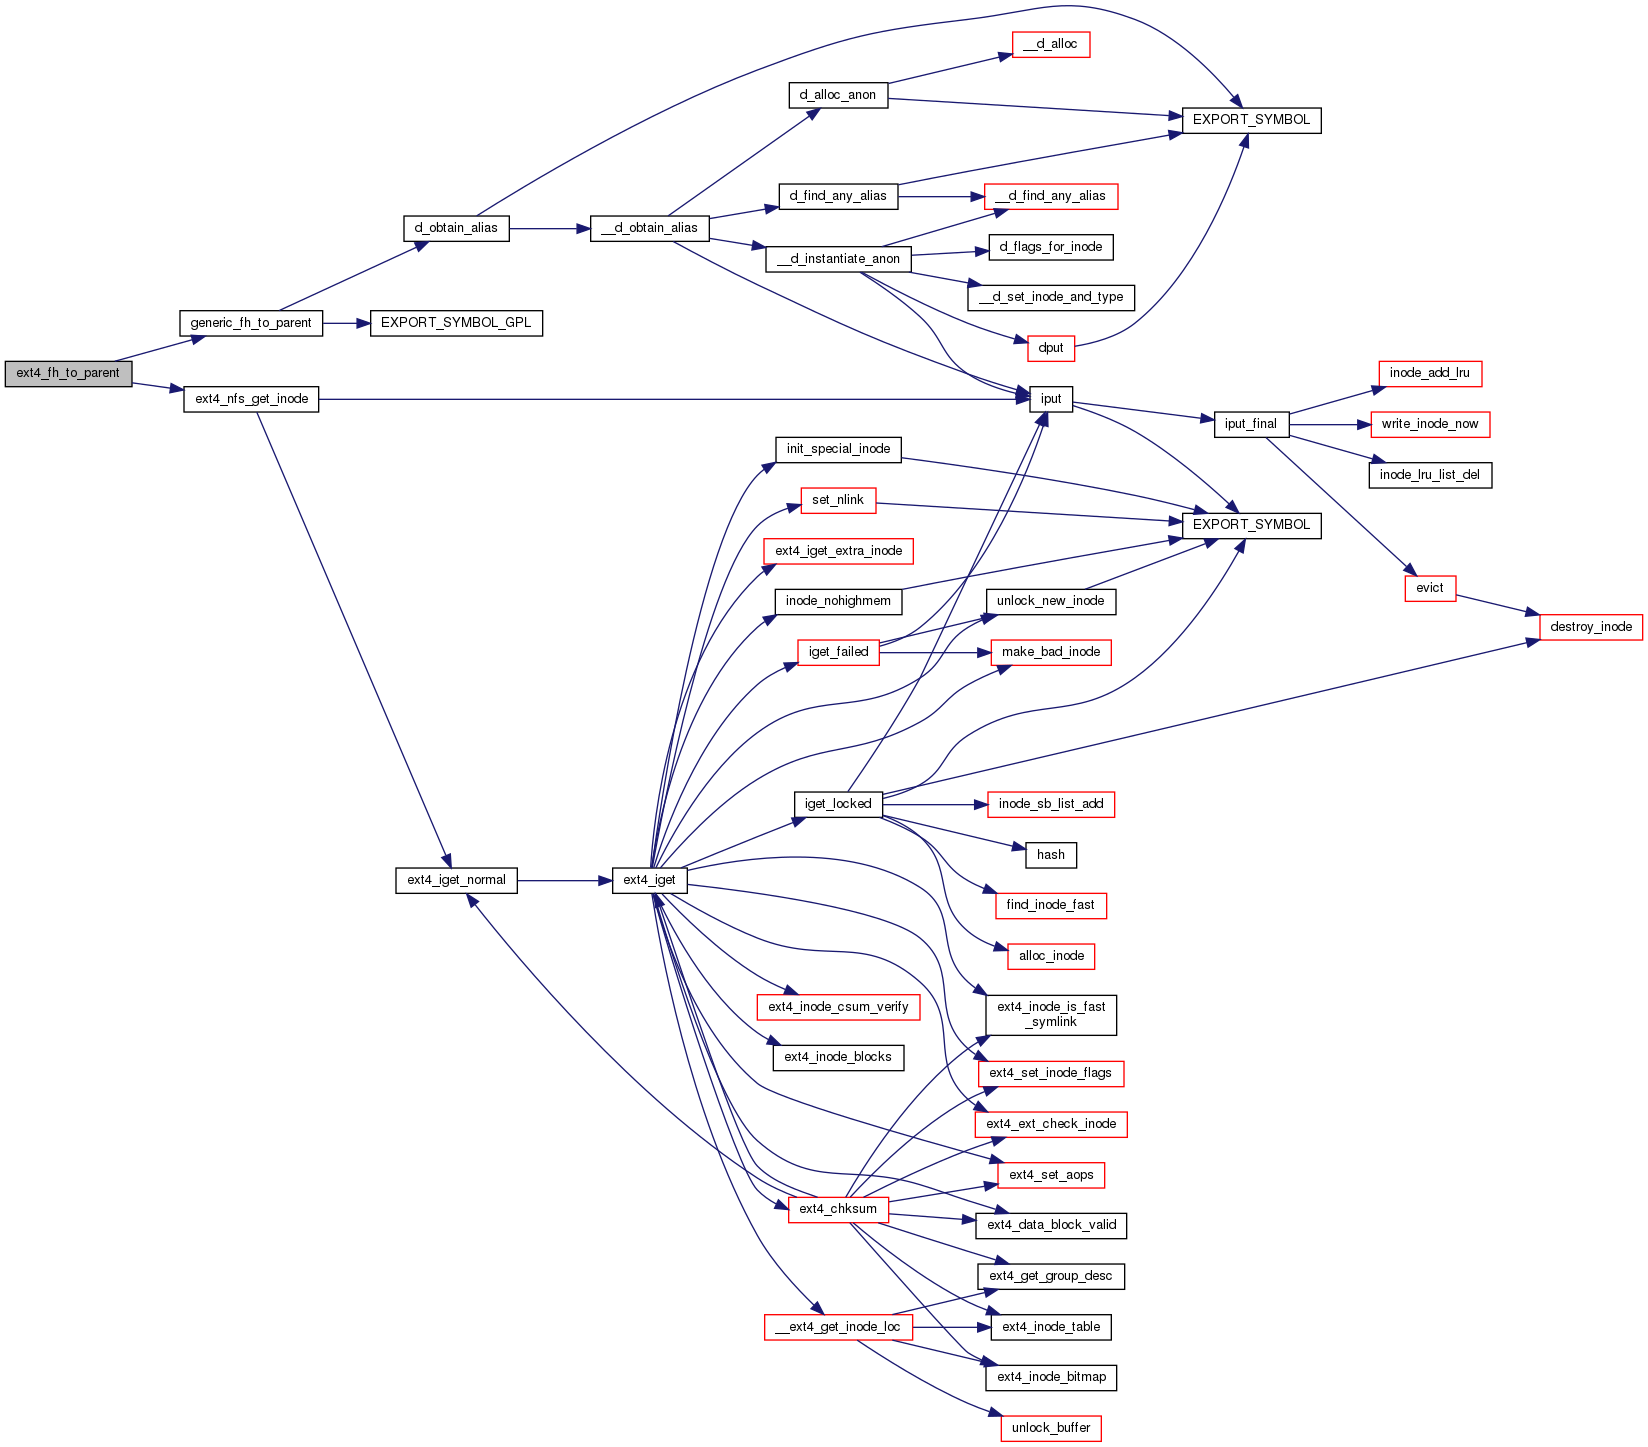 __d_alloc
d_alloc_anon
EXPORT_SYMBOL
d_find_any_alias
__d_find_any_alias
d_obtain_alias
__d_obtain_alias
d_flags_for_inode
__d_instantiate_anon
__d_set_inode_and_type
generic_fh_to_parent
EXPORT_SYMBOL_GPL
dput
ext4_fh_to_parent
inode_add_lru
ext4_nfs_get_inode
iput
iput_final
write_inode_now
init_special_inode
inode_lru_list_del
set_nlink
EXPORT_SYMBOL
ext4_iget_extra_inode
evict
inode_nohighmem
unlock_new_inode
destroy_inode
iget_failed
make_bad_inode
iget_locked
inode_sb_list_add
hash
ext4_iget_normal
ext4_iget
find_inode_fast
alloc_inode
ext4_inode_csum_verify
ext4_inode_is_fast
_symlink
ext4_inode_blocks
ext4_set_inode_flags
ext4_ext_check_inode
ext4_set_aops
ext4_chksum
ext4_data_block_valid
ext4_get_group_desc
__ext4_get_inode_loc
ext4_inode_table
ext4_inode_bitmap
unlock_buffer